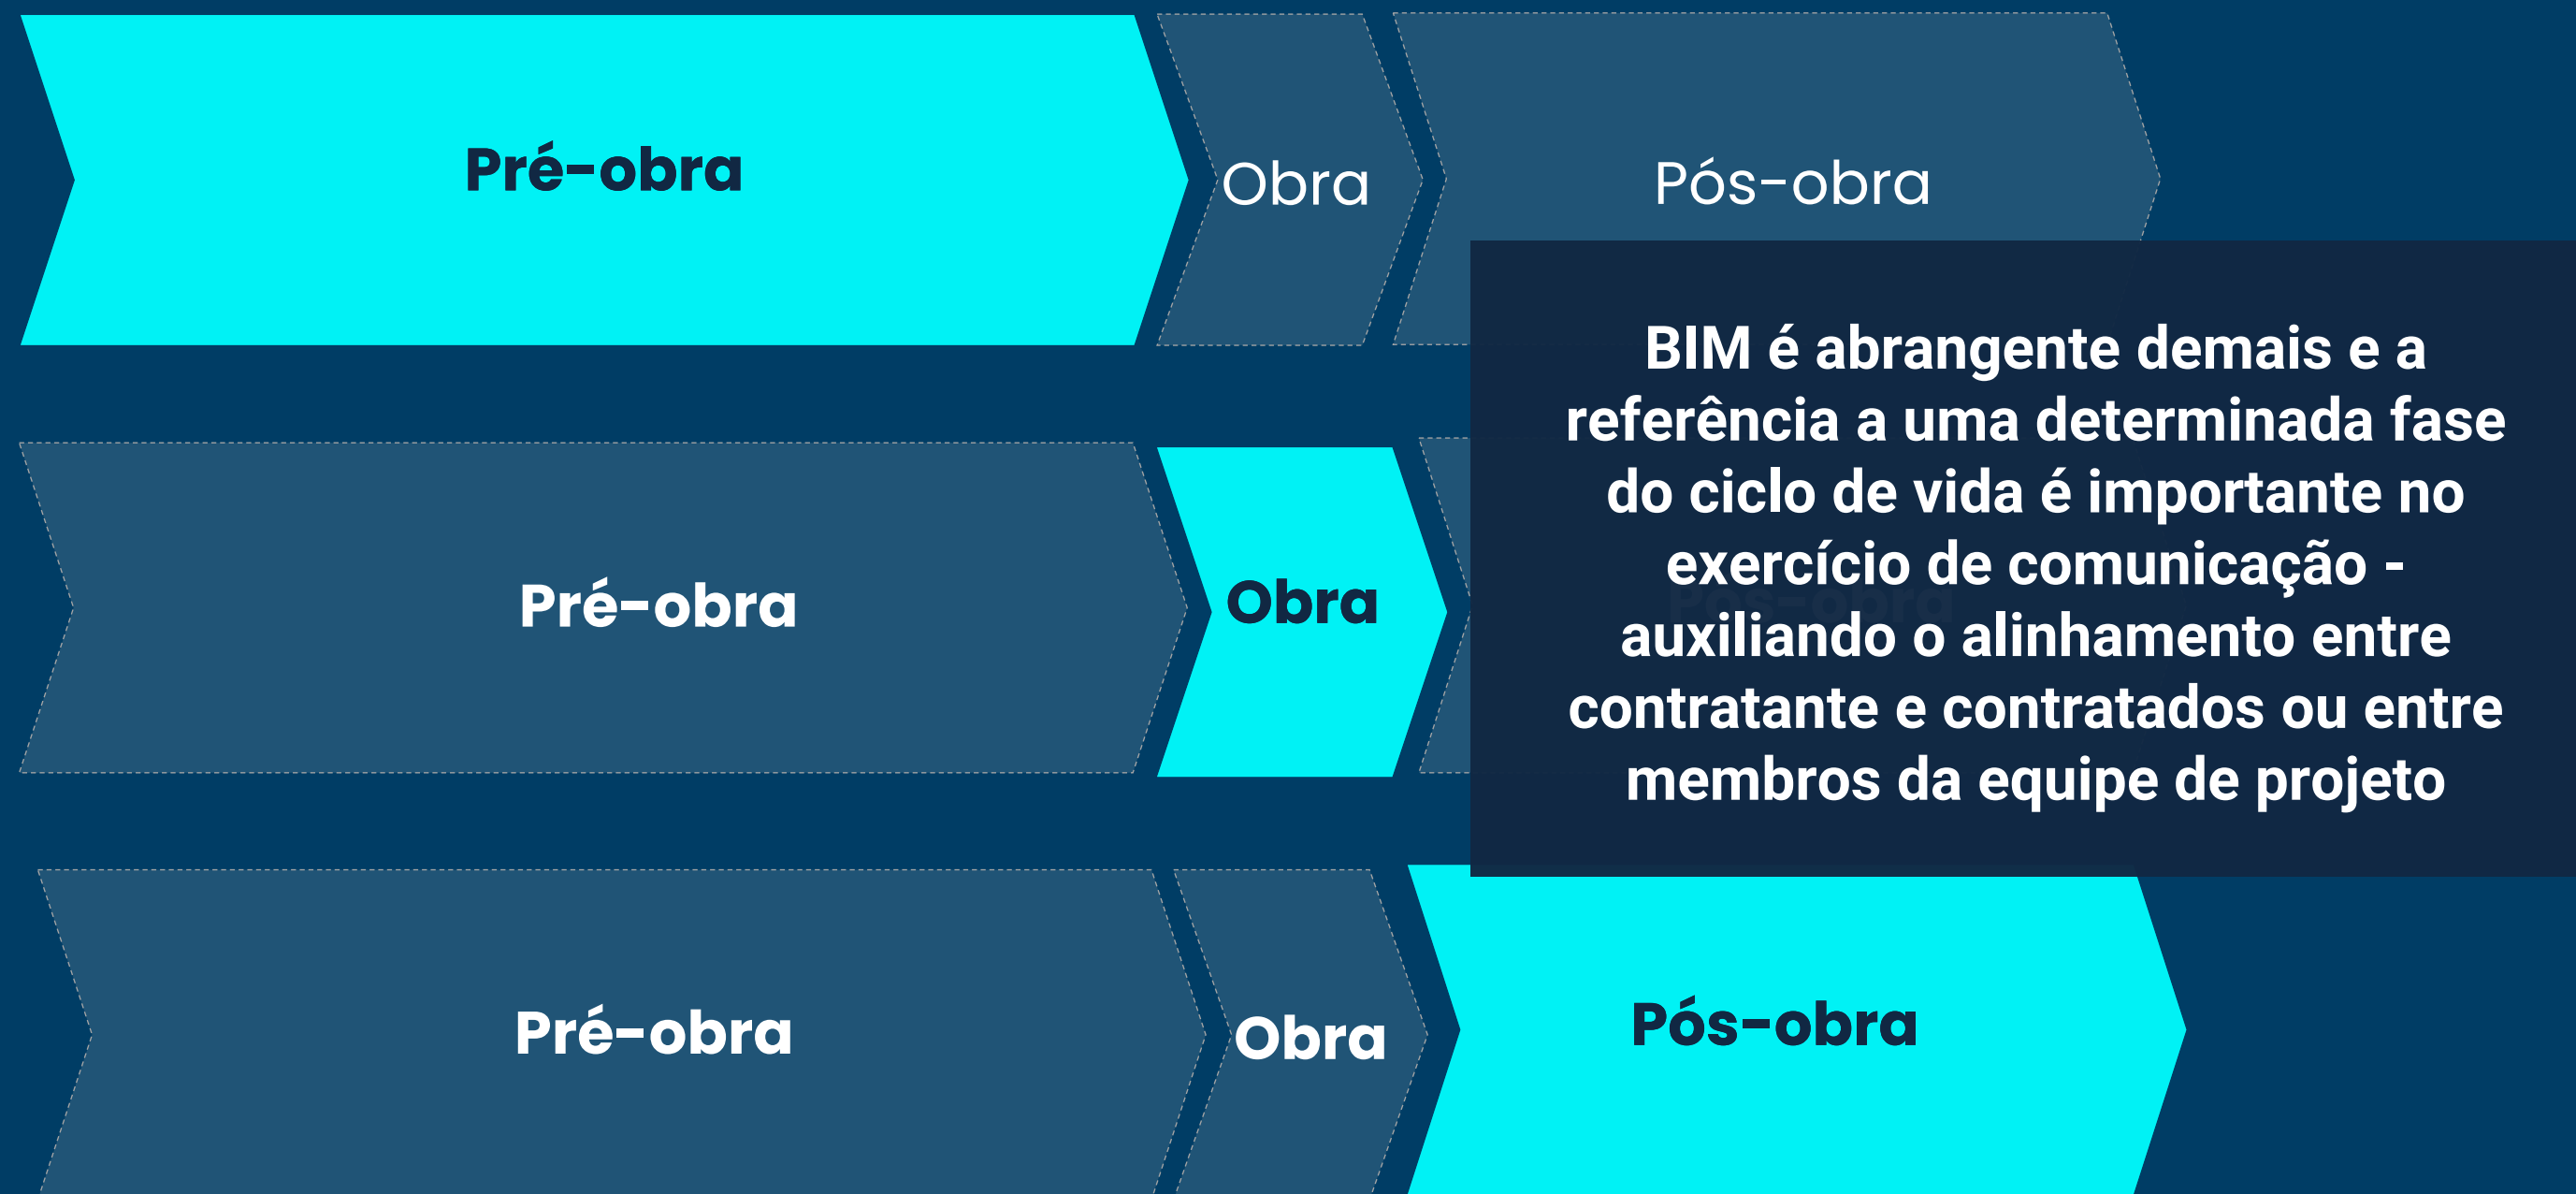 Pré-obra
Obra
Pós-obra
BIM é abrangente demais e a
referência a uma determinada fase
do ciclo de vida é importante no
exercício de comunicação -
auxiliando o alinhamento entre
contratante e contratados ou entre
membros da equipe de projeto
Pré-obra
Obra
Pós-obra
Pré-obra
Obra
Pós-obra